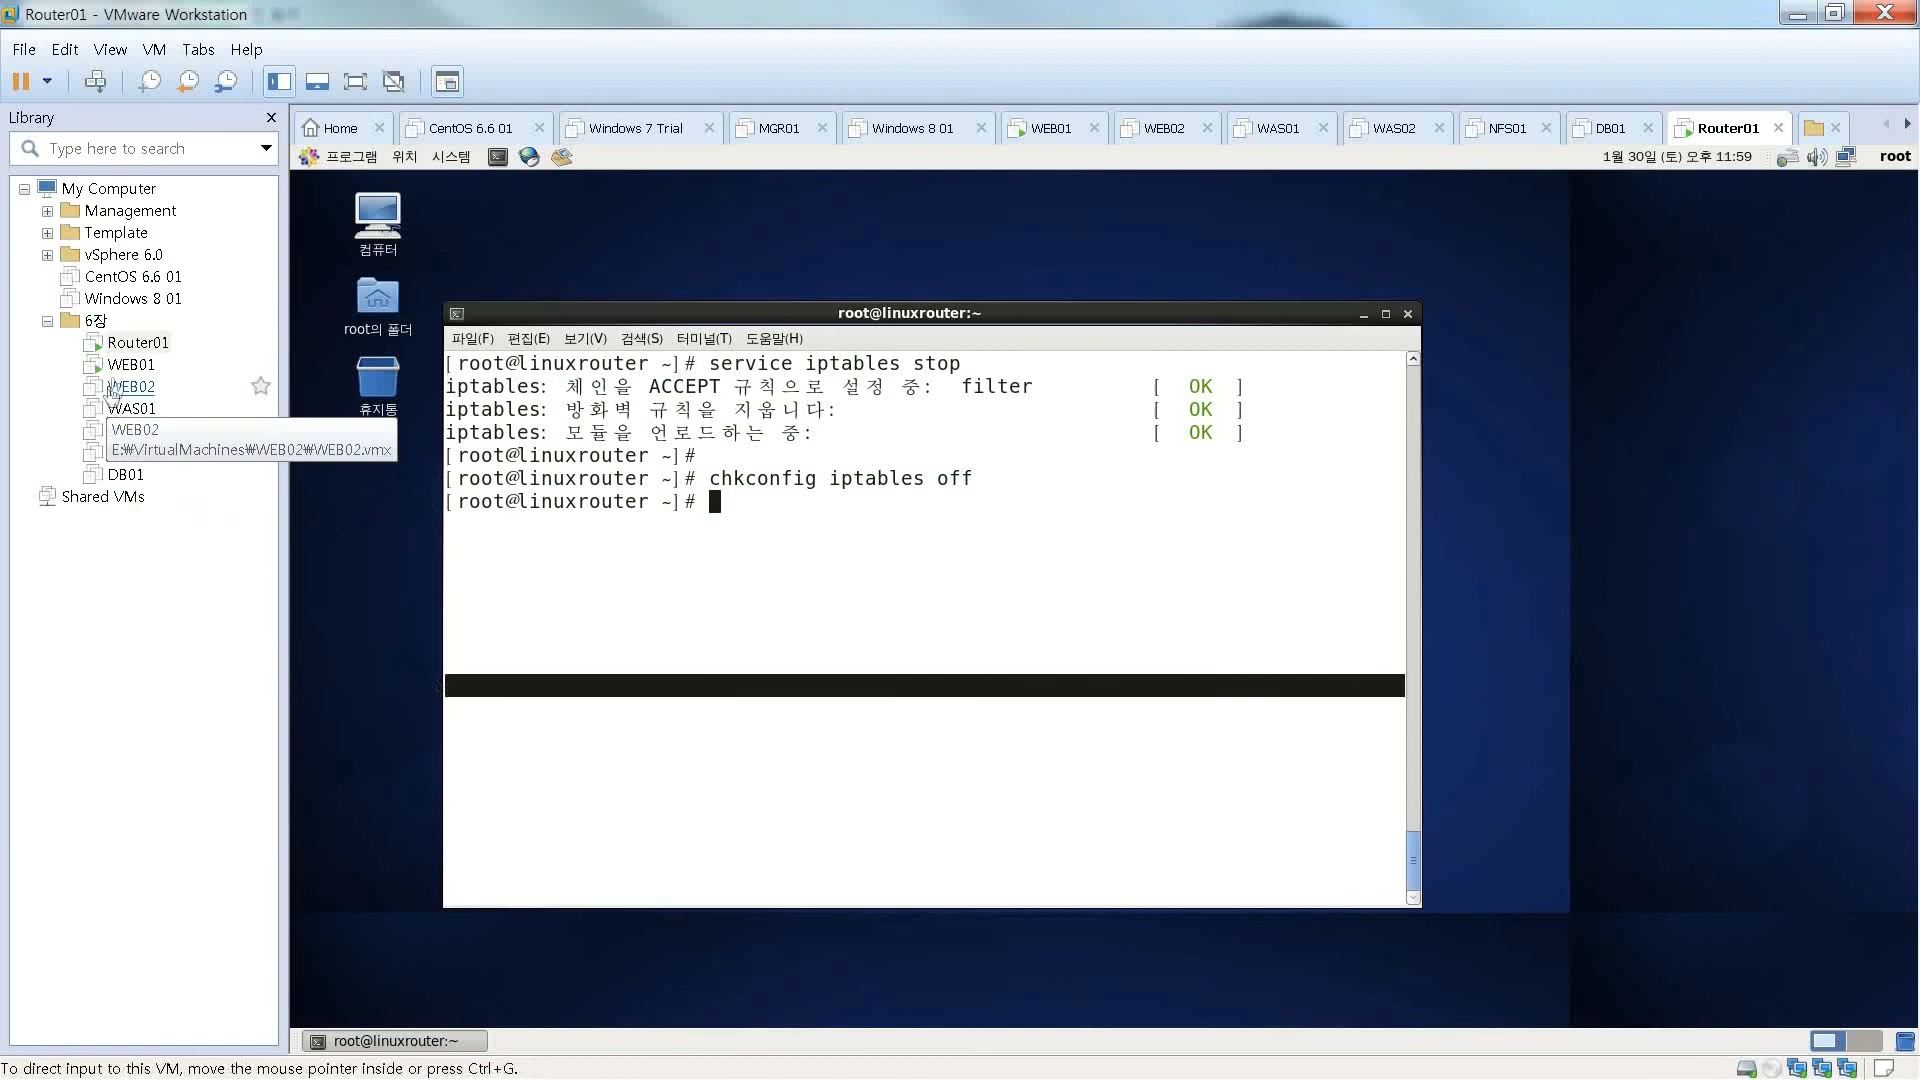 Router01 - VMware Workstation
File Edit View VM Tabs Help
Library
Type here to search
My Computer
Management
Template
vSphere 6.0
CentOS 6.6 01
Windows 8 01
6장
Router01
WEB01
WEB02
WAS01
WEB02
E:₩VirtualMachines₩WEB02₩WEB02.vmx
DB01
Shared VMs
Home CentOS 6.6 01 Windows 7 Trial MGR01 Windows 8 01 WEB01 WEB02 WAS01 WAS02 NFS01 DB01 Router01
프로그램 위치 시스템 1월 30일 (토) 오후 11:59 root
컴퓨터
root의 폴더
휴지통
root@linuxrouter:~
파일(F) 편집(E) 보기(V) 검색(S) 터미널(T) 도움말(H)
[root@linuxrouter ~]# service iptables stop
iptables: 체인을 ACCEPT 규칙으로 설정 중: filter [ OK ]
iptables: 방화벽 규칙을 지웁니다: [ OK ]
iptables: 모듈을 언로드하는 중: [ OK ]
[root@linuxrouter ~]#
[root@linuxrouter ~]# chkconfig iptables off
[root@linuxrouter ~]#
root@linuxrouter:~
To direct input to this VM, move the mouse pointer inside or press Ctrl+G.